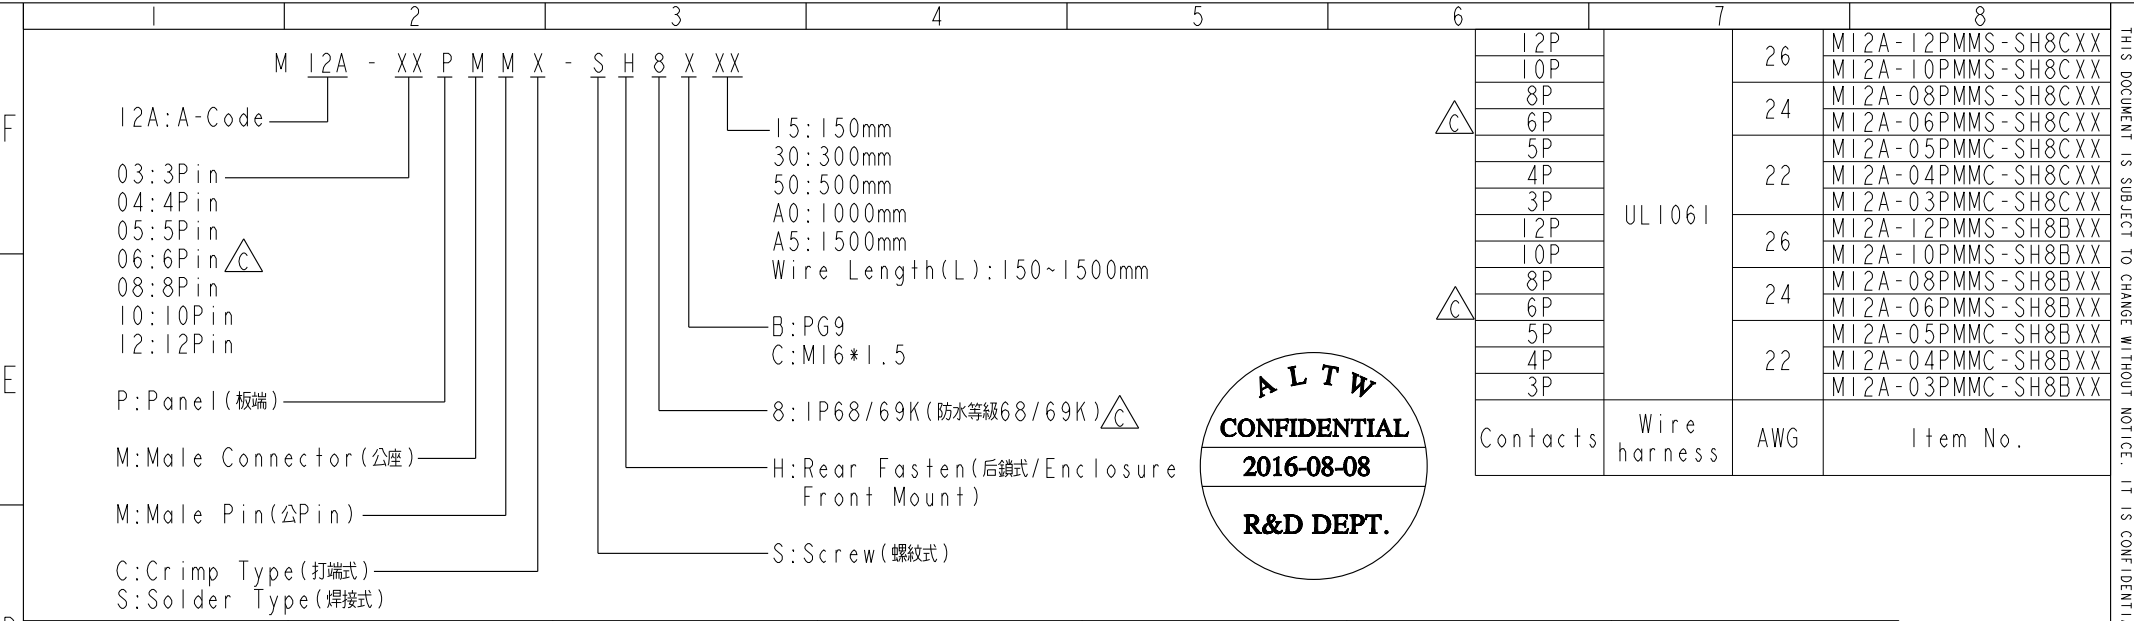 1 2 3 4 5 6 7 8
F
E
M 12A - XX P M M X - S H 8 X XX
12A:A-Code
03:3Pin
04:4Pin
05:5Pin
06:6Pin C
08:8Pin
10:10Pin
12:12Pin
P:Panel(板端)
M:Male Connector(公座)
M:Male Pin(公Pin)
C:Crimp Type(打端式)
S:Solder Type(焊接式)
15:150mm
30:300mm
50:500mm
A0:1000mm
A5:1500mm
Wire Length(L):150~1500mm
B:PG9
C:M16*1.5
8:IP68/69K(防水等級68/69K) C
H:Rear Fasten(后鎖式/Enclosure
Front Mount)
S:Screw(螺紋式)
ALTW
CONFIDENTIAL
2016-08-08
R&D DEPT.
12P UL1061 26 M12A-12PMMS-SH8CXX
10P M12A-10PMMS-SH8CXX
8P 24 M12A-08PMMS-SH8CXX
C 6P M12A-06PMMS-SH8CXX
5P 22 M12A-05PMMC-SH8CXX
4P M12A-04PMMC-SH8CXX
3P M12A-03PMMC-SH8CXX
12P 26 M12A-12PMMS-SH8BXX
10P M12A-10PMMS-SH8BXX
8P 24 M12A-08PMMS-SH8BXX
C 6P M12A-06PMMS-SH8BXX
5P 22 M12A-05PMMC-SH8BXX
4P M12A-04PMMC-SH8BXX
3P M12A-03PMMC-SH8BXX
Contacts Wire harness AWG Item No.
THIS DOCUMENT IS SUBJECT TO CHANGE WITHOUT NOTICE. IT IS